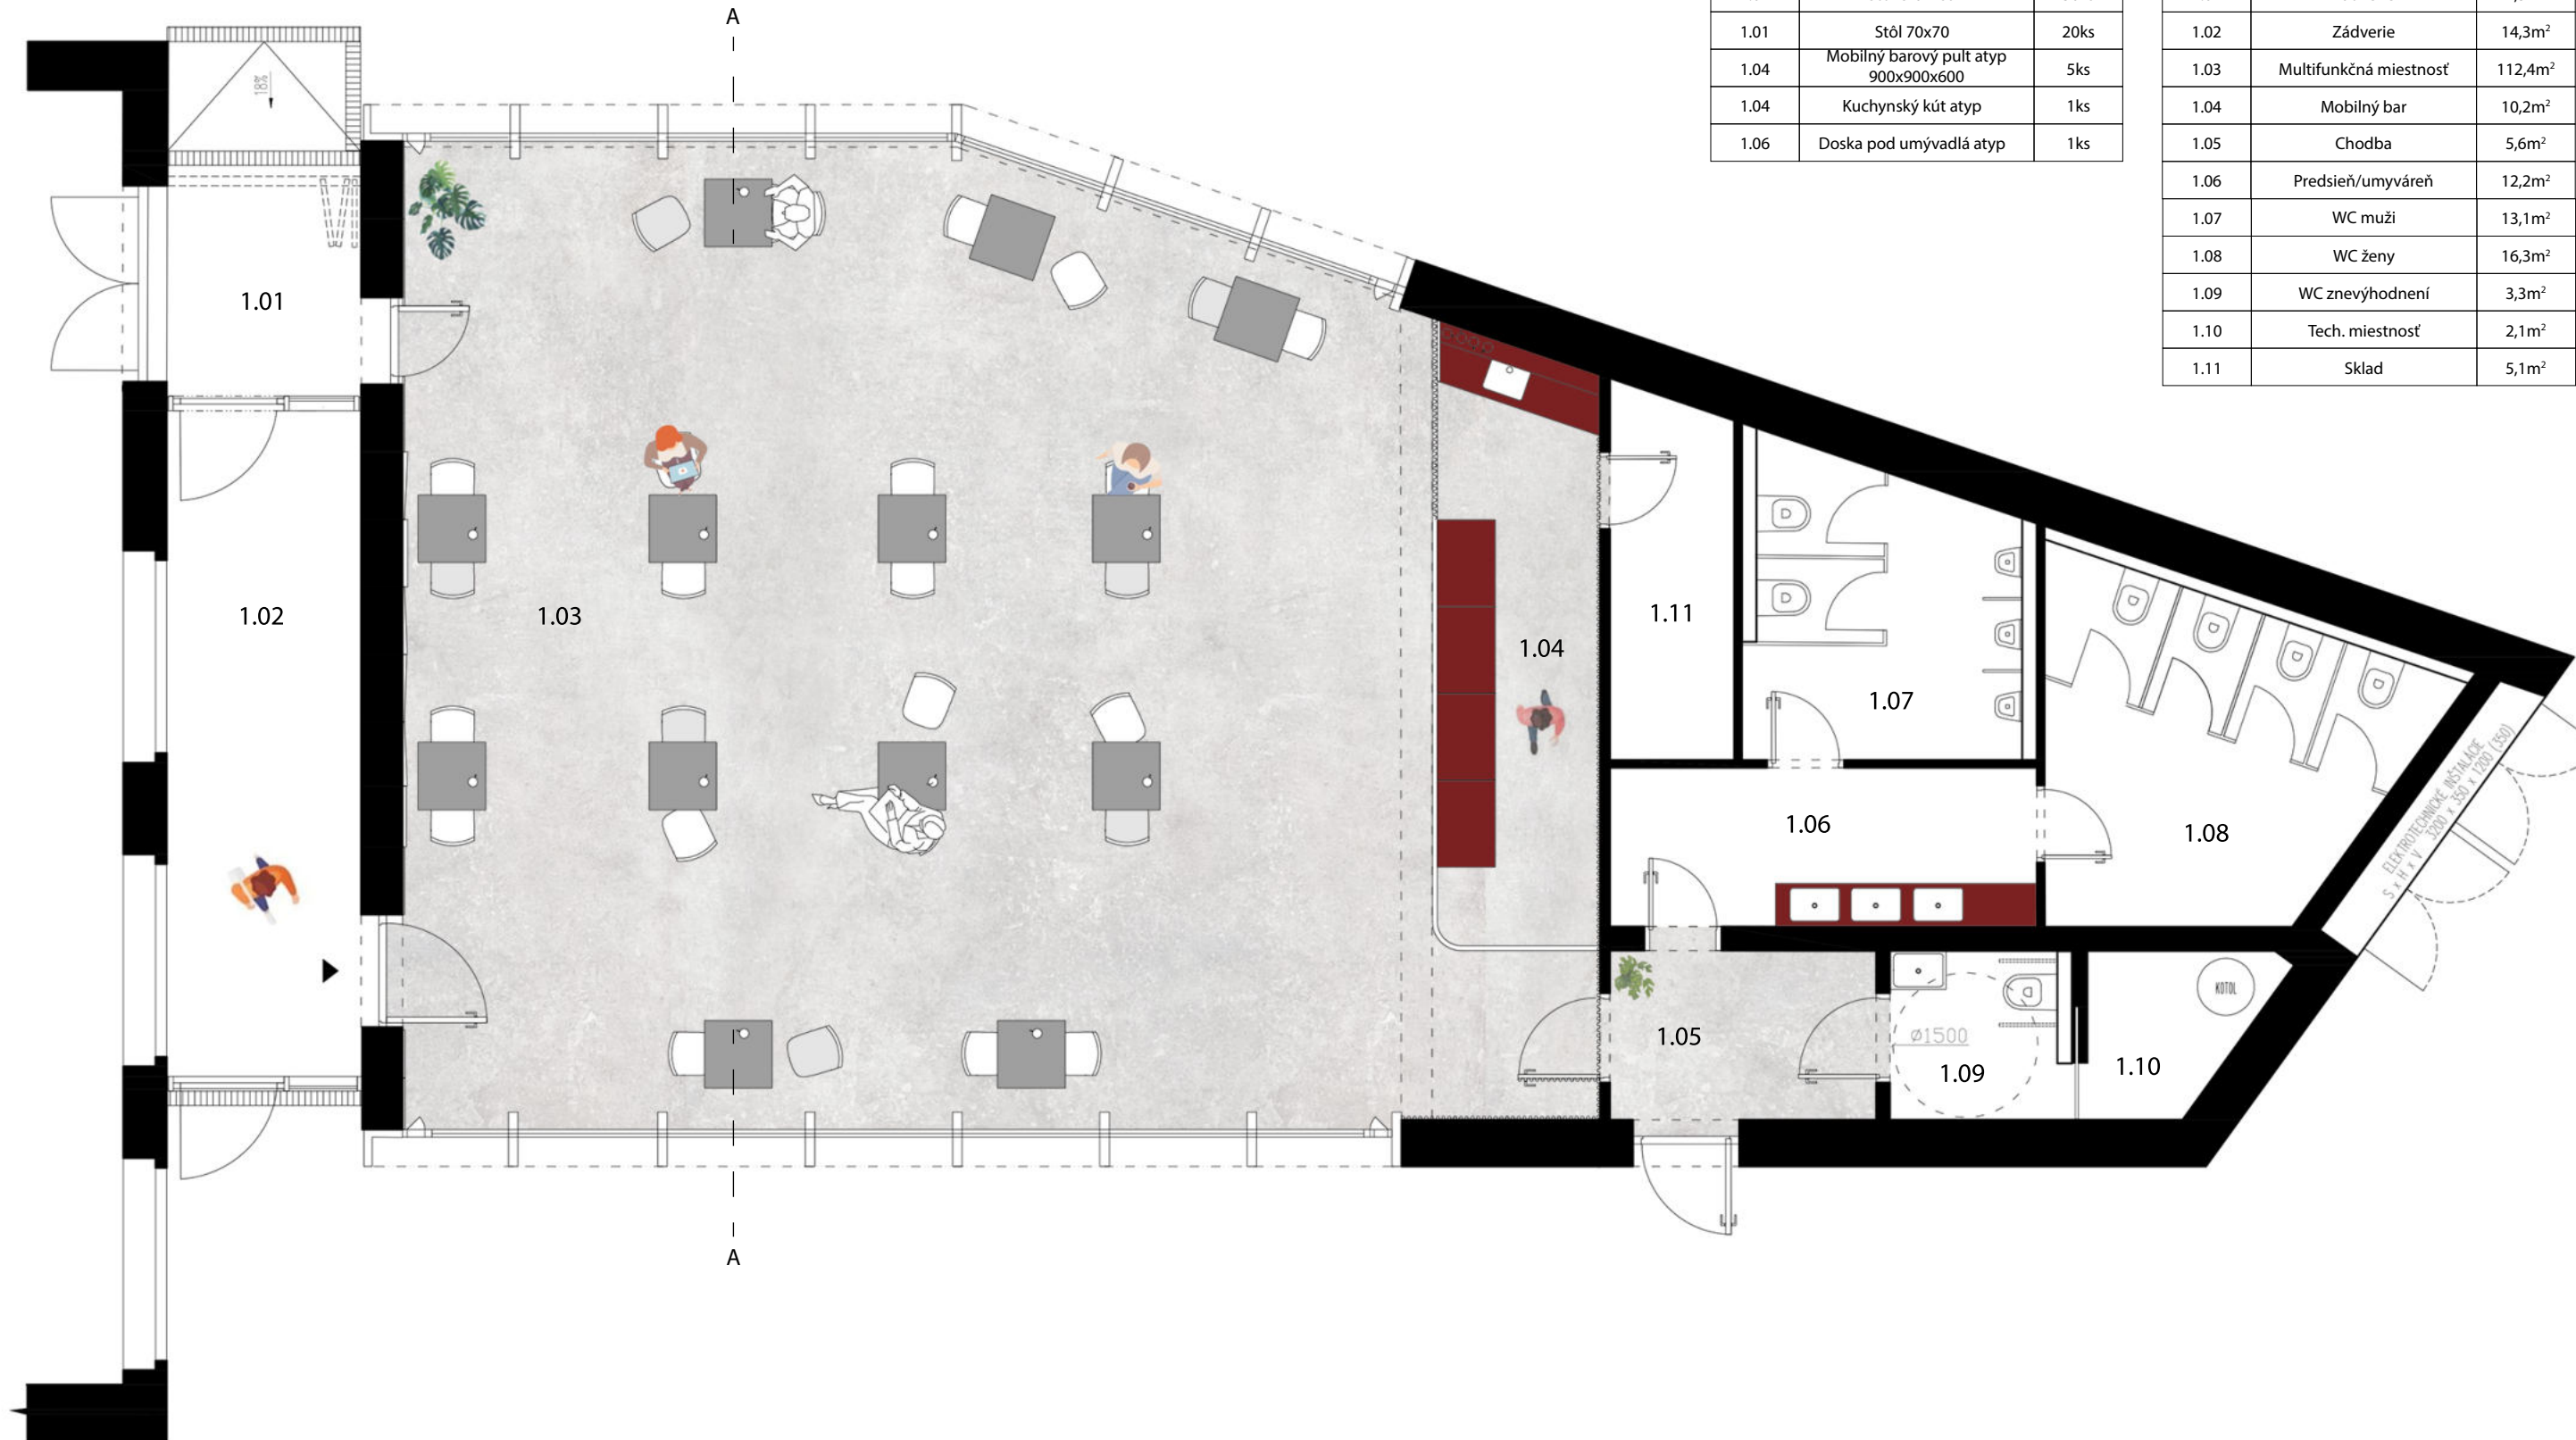 A
1.01 Stôl 70x70 20ks
1.04 Mobilný barový pult atyp 900x900x600 5ks
1.04 Kuchynský kút atyp 1ks
1.06 Doska pod umývadlá atyp 1ks
1.02 Zádverie 14,3m²
1.03 Multifunkčná miestnosť 112,4m²
1.04 Mobilný bar 10,2m²
1.05 Chodba 5,6m²
1.06 Predsieň/umyváreň 12,2m²
1.07 WC muži 13,1m²
1.08 WC ženy 16,3m²
1.09 WC znevýhodnení 3,3m²
1.10 Tech. miestnosť 2,1m²
1.11 Sklad 5,1m²
18%
1.01
1.02
1.03
1.04
1.11
1.07
1.06
1.08
ELEKTROTECHNICKÉ INŠTALÁCIE
S x H x V 3200 x 350 x 1200 (350)
KOTOL
Ø1500
1.05
1.09
1.10
A